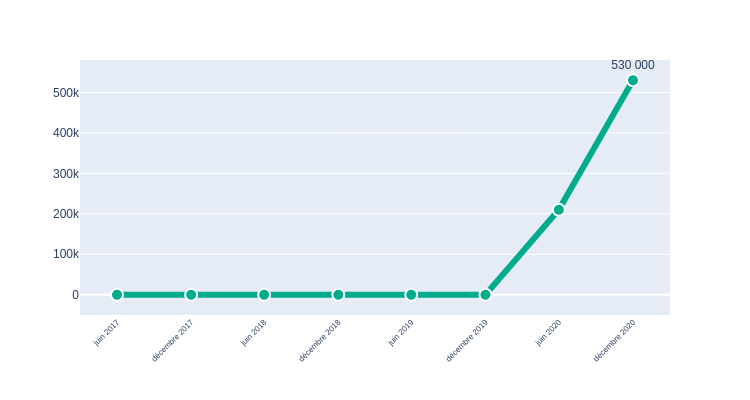 530 000
500k
400k
300k
200k
100k
0
juin 2017
décembre 2017
juin 2018
décembre 2018
juin 2019
décembre 2019
juin 2020
décembre 2020